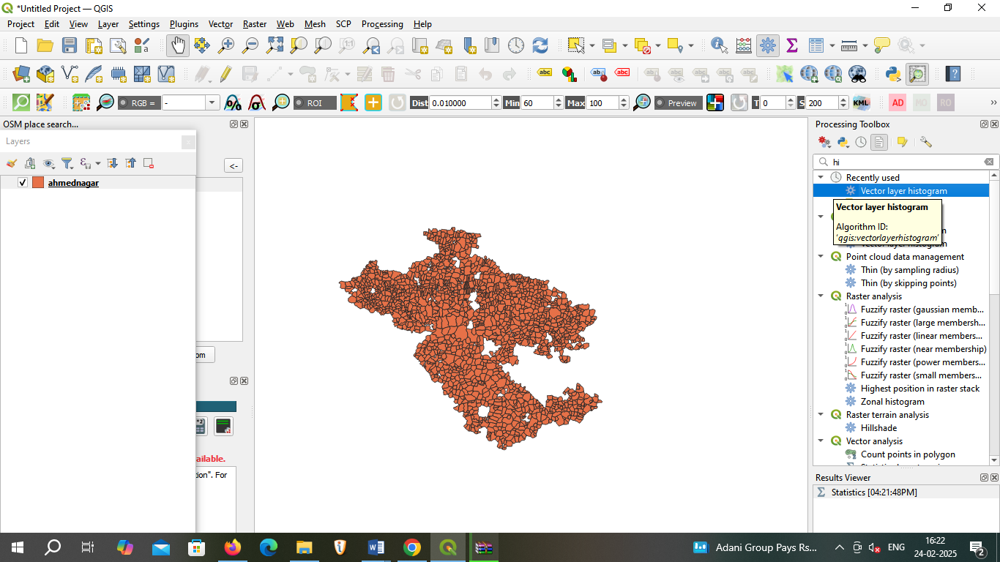 *Untitled Project — QGIS
Project Edit View Layer Settings Plugins Vector Raster Web Mesh SCP Processing Help
abc abc abc
RGB = - ROI Dist 0.010000 Min 60 Max 100 Preview T 0 S 200 KML AD MO RO »
OSM place search...
Layers
<-
ahmednagar
om
ailable.
tion". For
Processing Toolbox
hi
Recently used
Vector layer histogram
Vector layer histogram
Algorithm ID:
'qgis:vectorlayerhistogram'
Point cloud data management
Thin (by sampling radius)
Thin (by skipping points)
Raster analysis
Fuzzify raster (gaussian memb...
Fuzzify raster (large membersh...
Fuzzify raster (linear members...
Fuzzify raster (near membership)
Fuzzify raster (power members...
Fuzzify raster (small members...
Highest position in raster stack
Zonal histogram
Raster terrain analysis
Hillshade
Vector analysis
Count points in polygon
Results Viewer
Statistics [04:21:48PM]
Adani Group Pays Rs... ENG 16:22
24-02-2025 2